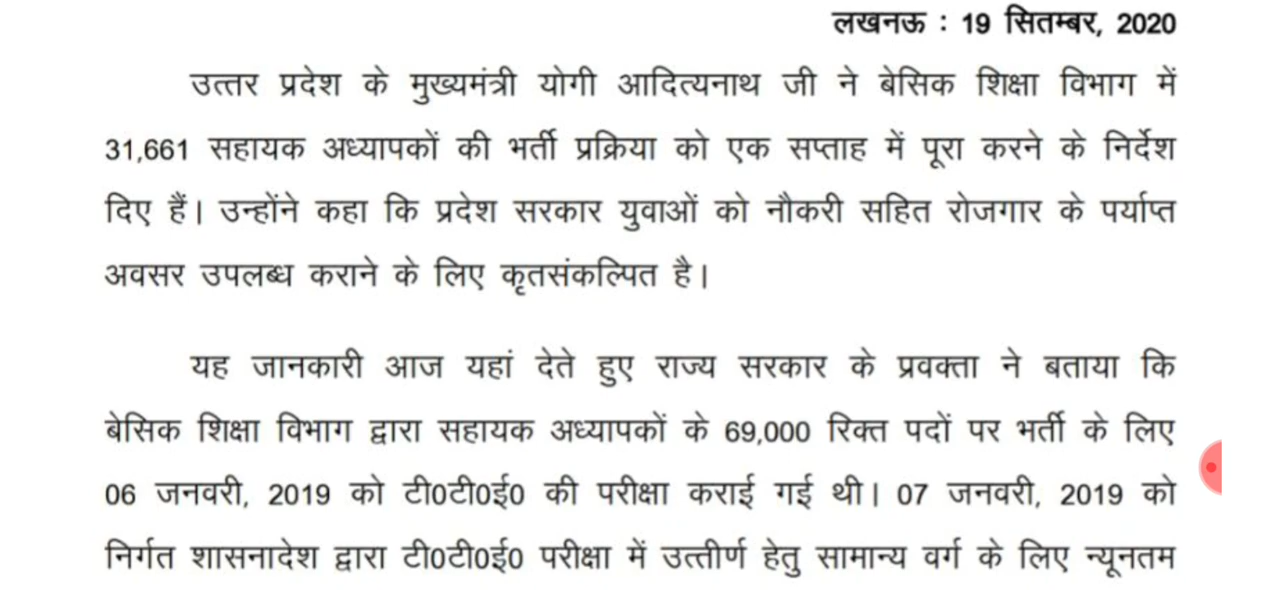 लखनऊ : 19 सितम्बर, 2020
उत्तर प्रदेश के मुख्यमंत्री योगी आदित्यनाथ जी ने बेसिक शिक्षा विभाग में
31,661 सहायक अध्यापकों की भर्ती प्रक्रिया को एक सप्ताह में पूरा करने के निर्देश
दिए हैं। उन्होंने कहा कि प्रदेश सरकार युवाओं को नौकरी सहित रोजगार के पर्याप्त
अवसर उपलब्ध कराने के लिए कृतसंकल्पित है।
यह जानकारी आज यहां देते हुए राज्य सरकार के प्रवक्ता ने बताया कि
बेसिक शिक्षा विभाग द्वारा सहायक अध्यापकों के 69,000 रिक्त पदों पर भर्ती के लिए
06 जनवरी, 2019 को टी0टी0ई0 की परीक्षा कराई गई थी। 07 जनवरी, 2019 को
निर्गत शासनादेश द्वारा टी0टी0ई0 परीक्षा में उत्तीर्ण हेतु सामान्य वर्ग के लिए न्यूनतम